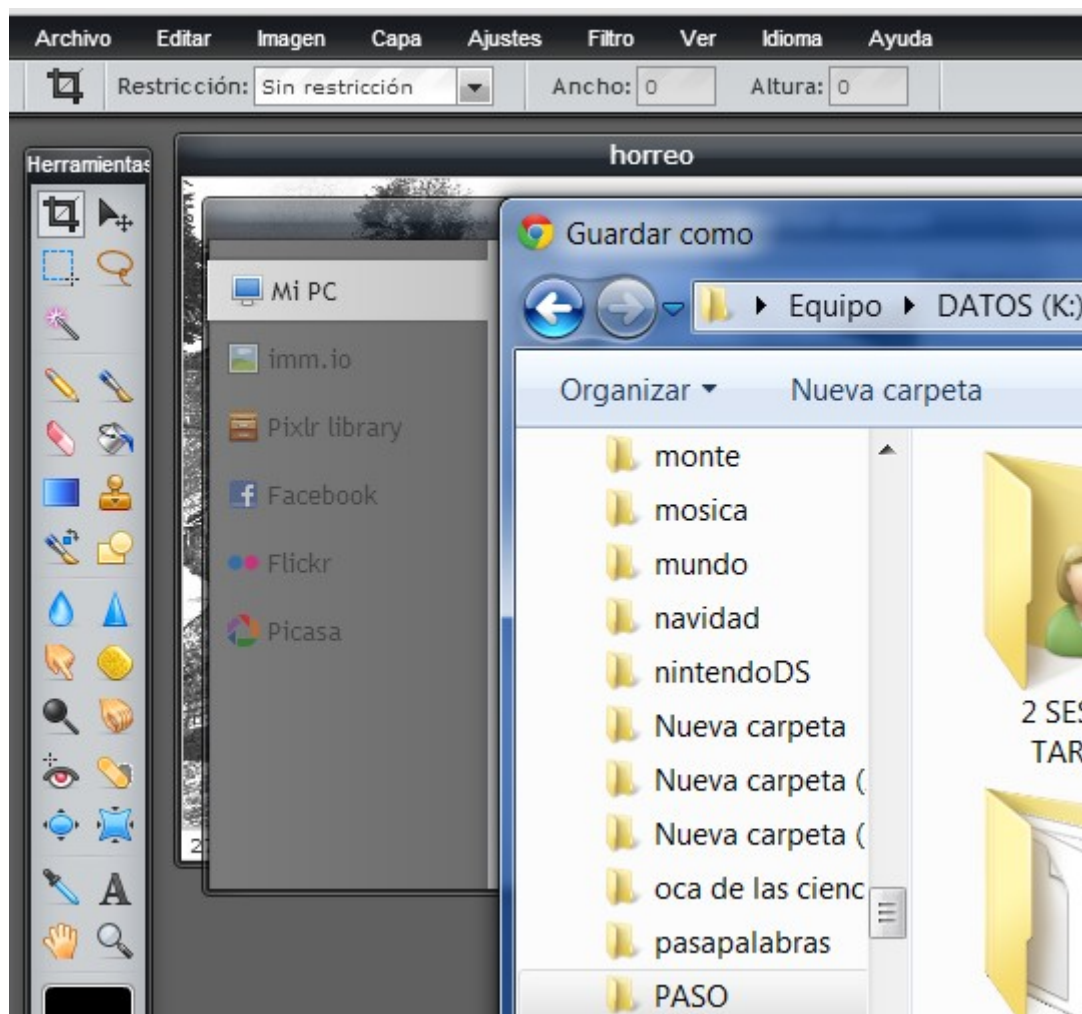 Archivo Editar Imagen Capa Ajustes Filtro Ver Idioma Ayuda
Restricción: Sin restricción Ancho: 0 Altura: 0
Herramientas
horreo
Mi PC
imm.io
Pixlr library
Facebook
Flickr
Picasa
Guardar como
Equipo DATOS (K:)
Organizar Nueva carpeta
monte
mosica
mundo
navidad
nintendoDS
Nueva carpeta
Nueva carpeta (
Nueva carpeta (
oca de las cienc
pasapalabras
PASO
2 SES
TAR